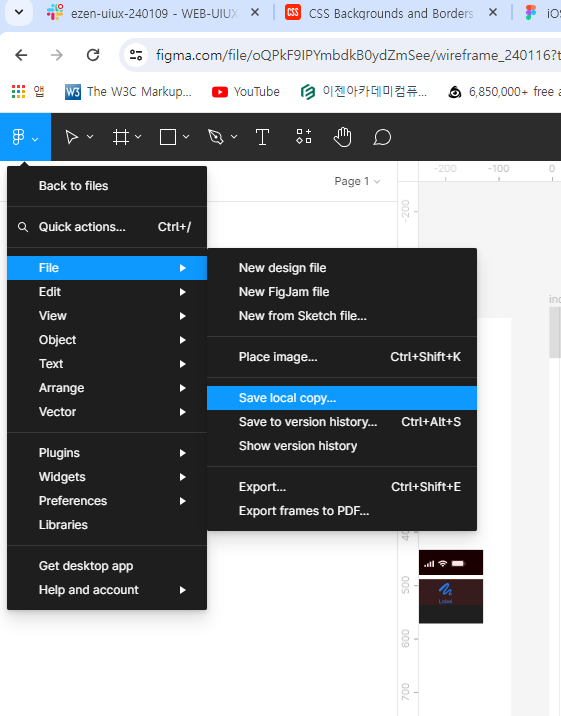 ezen-uiux-240109 - WEB-UIUX
CSS Backgrounds and Borders
iOS
figma.com/file/oQPkF9IPYmbdkB0ydZmSee/wireframe_240116?t
앱
The W3C Markup...
YouTube
이젠아카데미컴퓨...
6,850,000+ free a
Page 1
-200
-100
0
Back to files
Quick actions... Ctrl+/
File
Edit
View
Object
Text
Arrange
Vector
Plugins
Widgets
Preferences
Libraries
Get desktop app
Help and account
New design file
New FigJam file
New from Sketch file...
Place image... Ctrl+Shift+K
Save local copy...
Save to version history... Ctrl+Alt+S
Show version history
Export... Ctrl+Shift+E
Export frames to PDF...
-200
500
600
700
Label